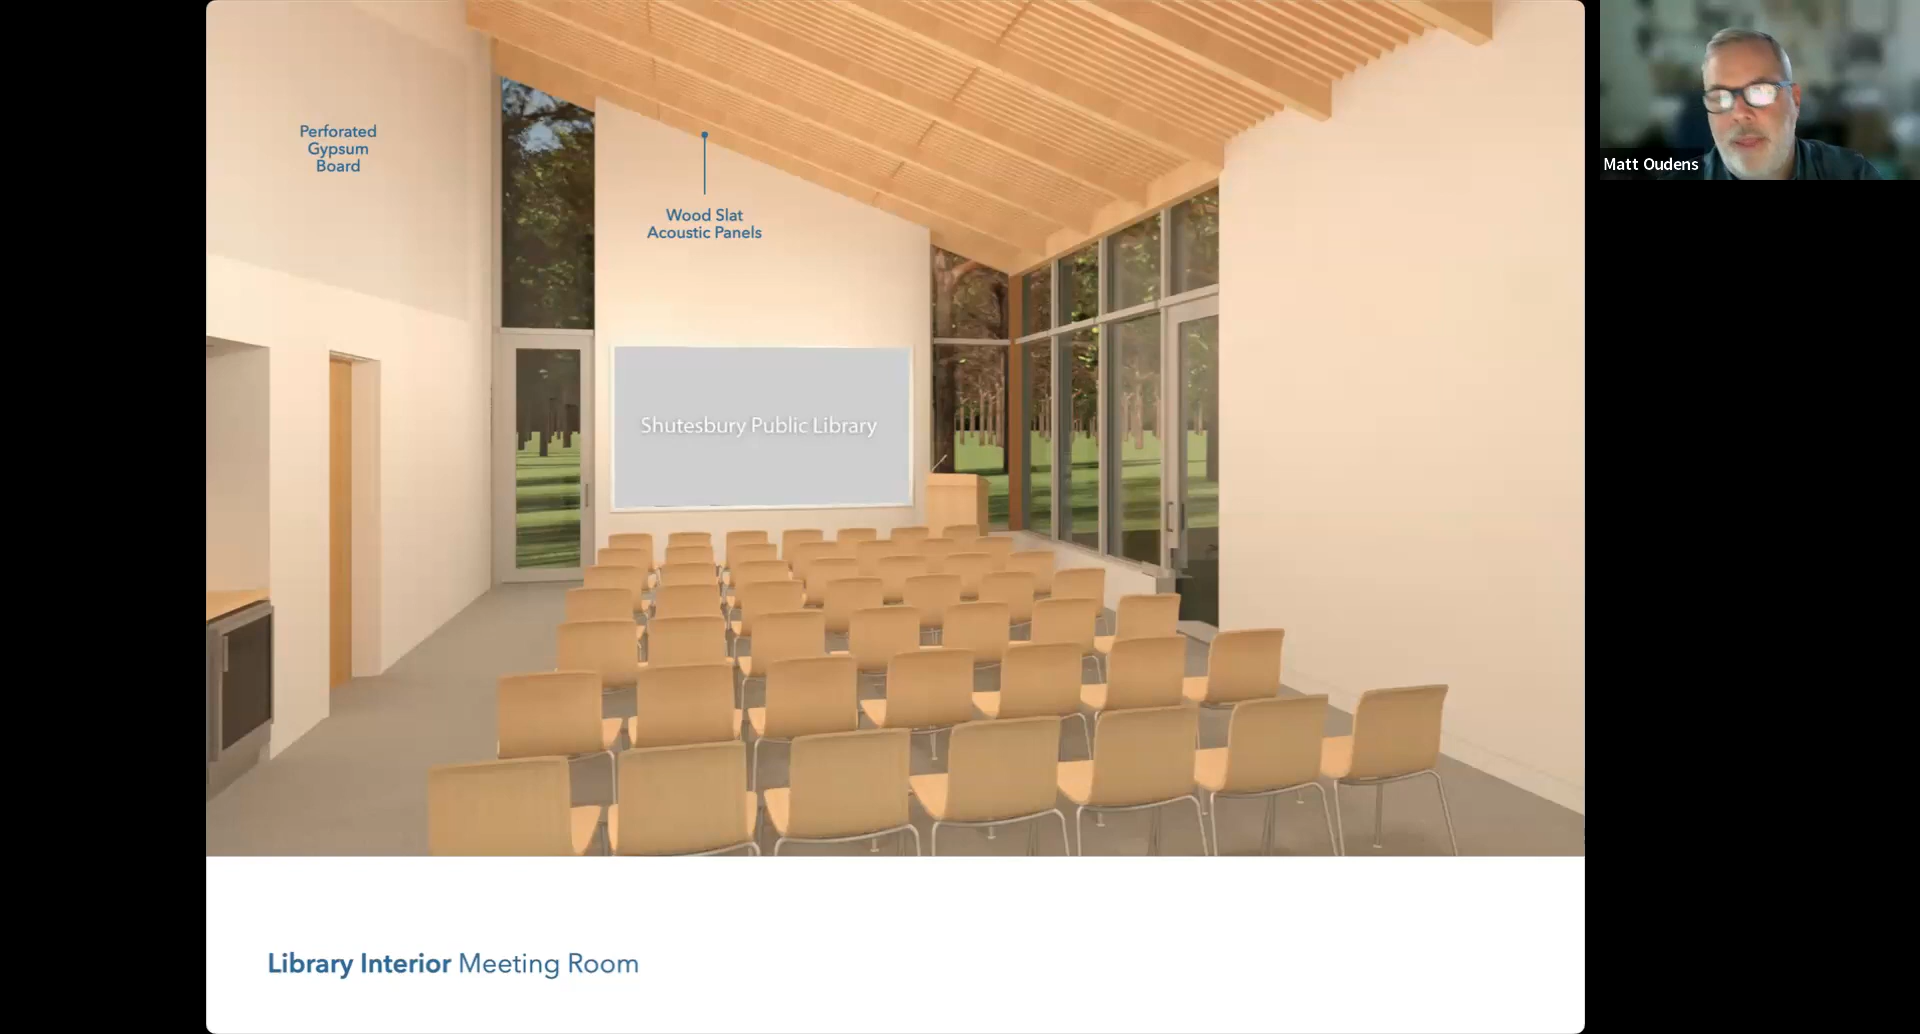 Perforated
Gypsum
Board
Wood Slat
Acoustic Panels
Shutesbury Public Library
Library Interior Meeting Room
Matt Oudens